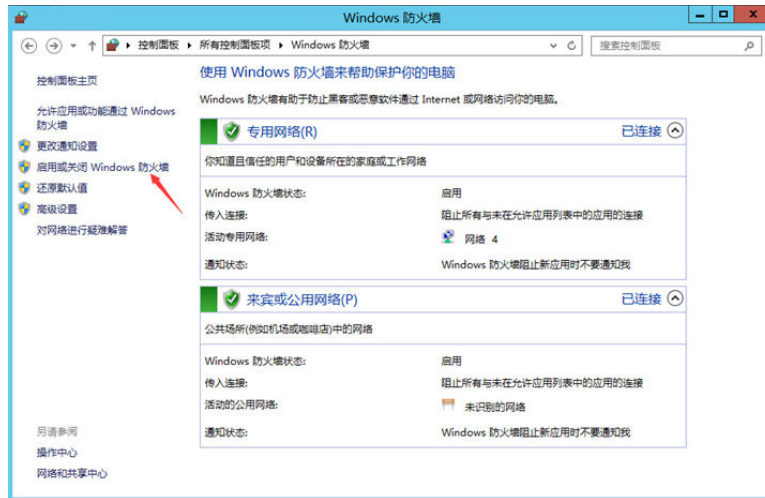 Windows 防火墙
控制面板 ▸ 所有控制面板项 ▸ Windows 防火墙
搜索控制面板
控制面板主页
允许应用或功能通过 Windows
防火墙
更改通知设置
启用或关闭 Windows 防火墙
还原默认值
高级设置
对网络进行疑难解答
另请参阅
操作中心
网络和共享中心
使用 Windows 防火墙来帮助保护你的电脑
Windows 防火墙有助于防止黑客或恶意软件通过 Internet 或网络访问你的电脑。
专用网络(R) 已连接
你知道且信任的用户和设备所在的家庭或工作网络
Windows 防火墙状态: 启用
传入连接: 阻止所有与未在允许应用列表中的应用的连接
活动专用网络: 网络 4
通知状态: Windows 防火墙阻止新应用时不要通知我
来宾或公用网络(P) 已连接
公共场所(例如机场或咖啡店)中的网络
Windows 防火墙状态: 启用
传入连接: 阻止所有与未在允许应用列表中的应用的连接
活动的公用网络: 未识别的网络
通知状态: Windows 防火墙阻止新应用时不要通知我